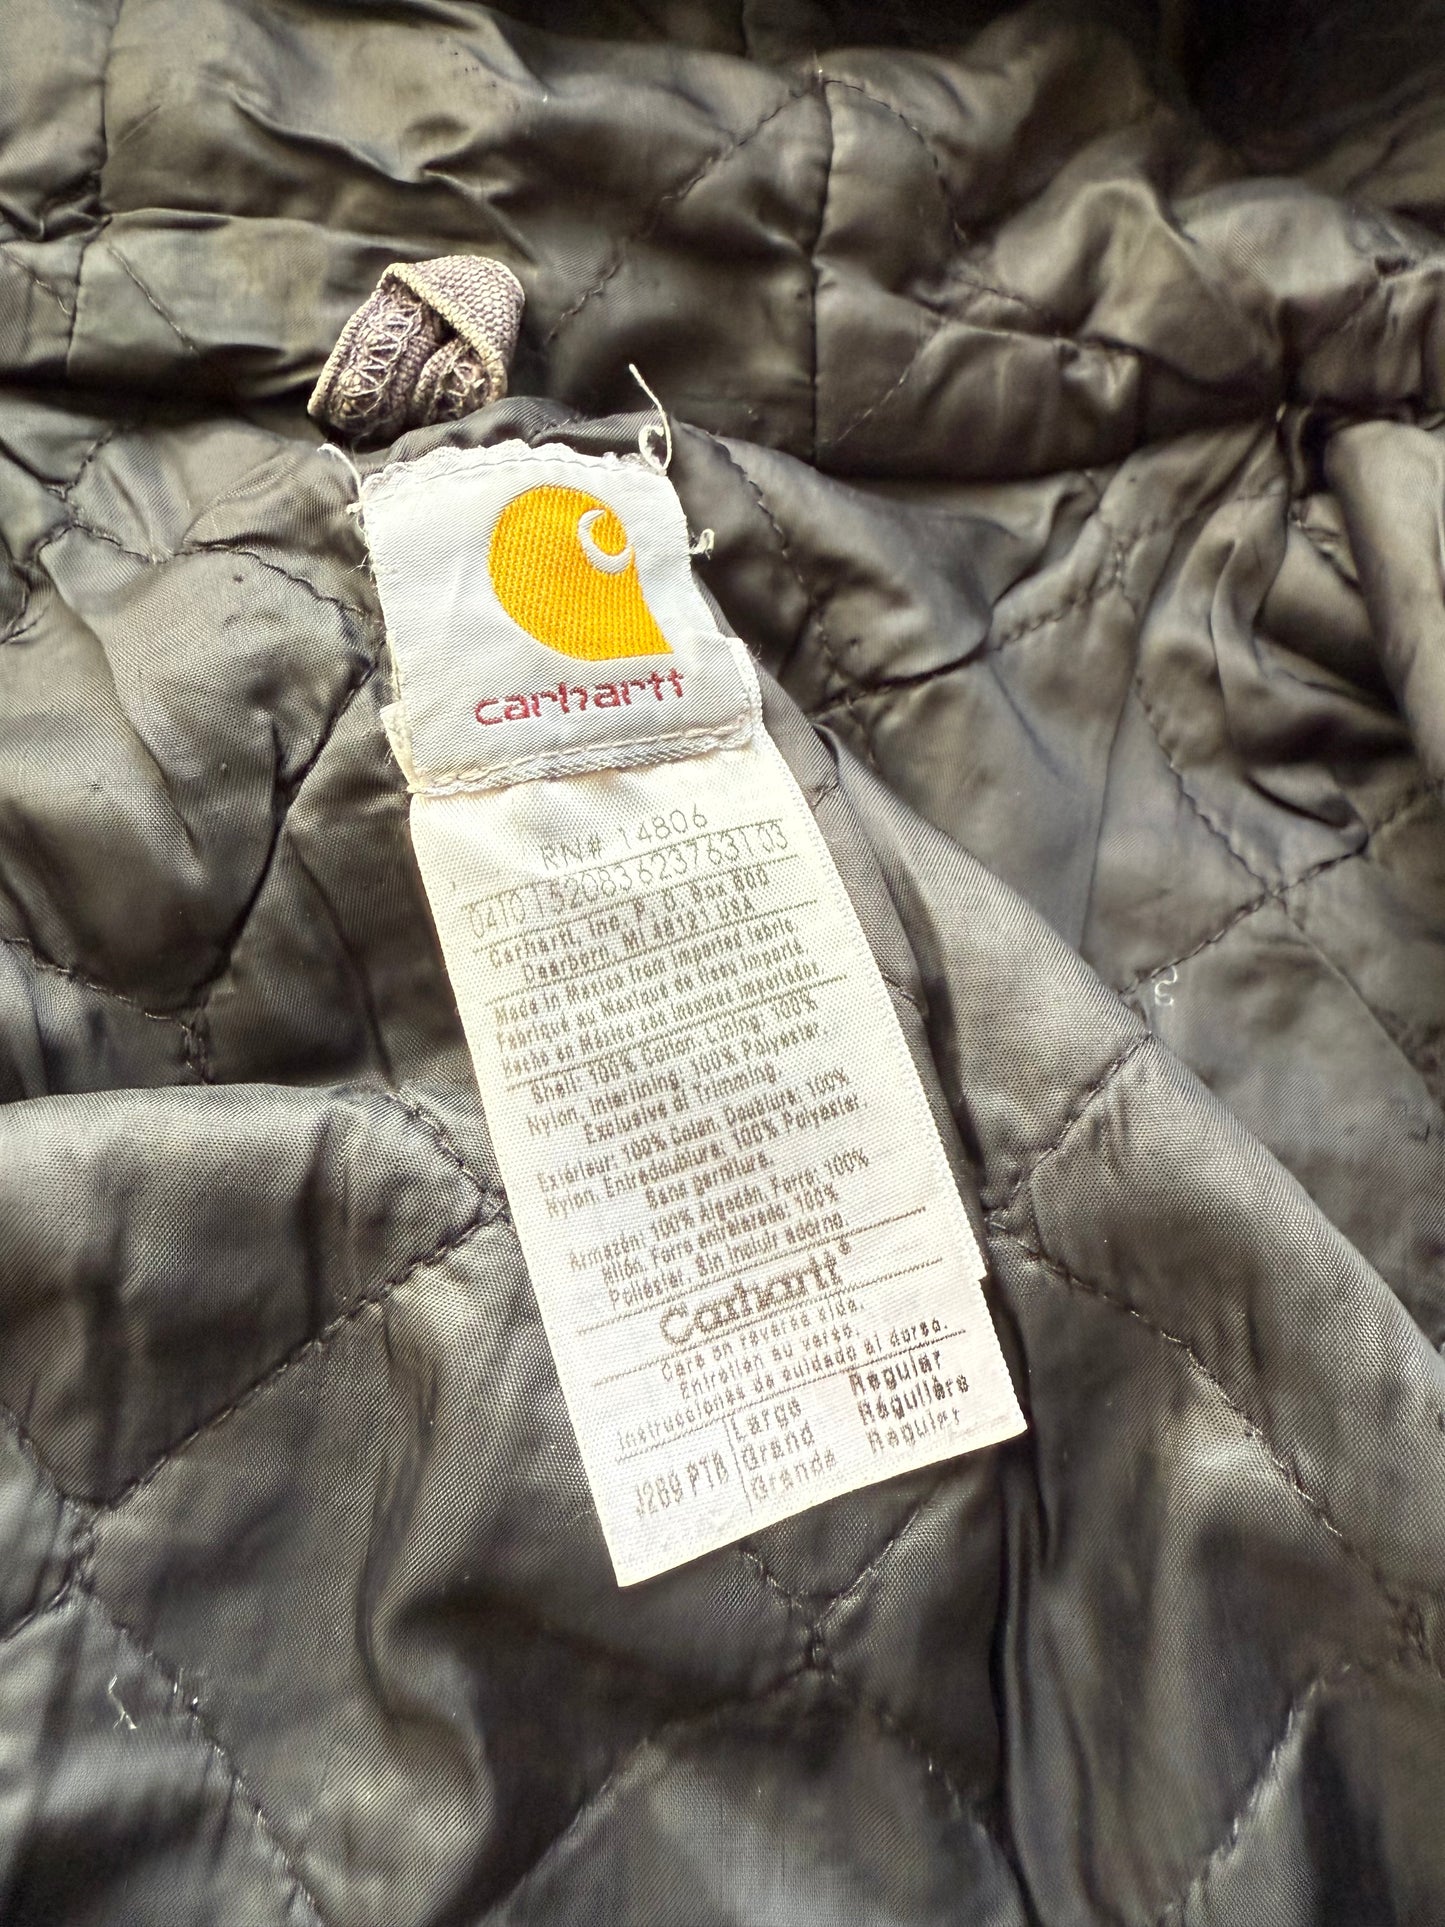 carhartt
RN# 14806
0410152083623763103
Carhartt, Inc. P. O. Box 600
Dearborn, MI 48121 USA
Made in Mexico from imported fabric.
Fabriqué au Mexique de tissu importé
Hecho en México con insumos importados.
Shell: 100% Cotton, Lining: 100%
Nylon, Interlining: 100% Polyester
Exclusive of Trimming.
Extérieur: 100% Coton, Doublure: 100%
Nylon, Entredoublure: 100% Polyester.
Sans garniture.
Armazón: 100% Algodón, Forro: 100%
Nilón, Forro entrelazado: 100%
Poliéster, Sin incluir adorno.
Carhartt®
Care on reverse side.
Entretien au verso.
Instrucciones de cuidado al dorso.
J289 PTB Large Regular
Grand Régulière
Grande Regular